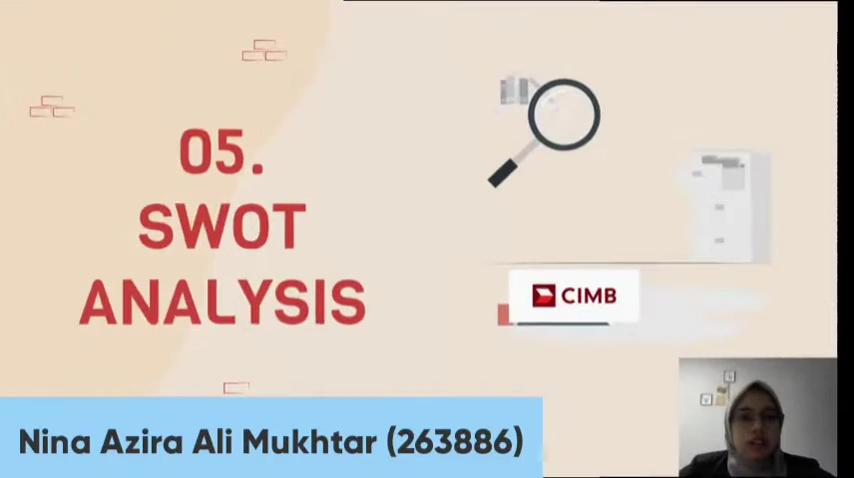 05.
SWOT
ANALYSIS
CIMB
Nina Azira Ali Mukhtar (263886)